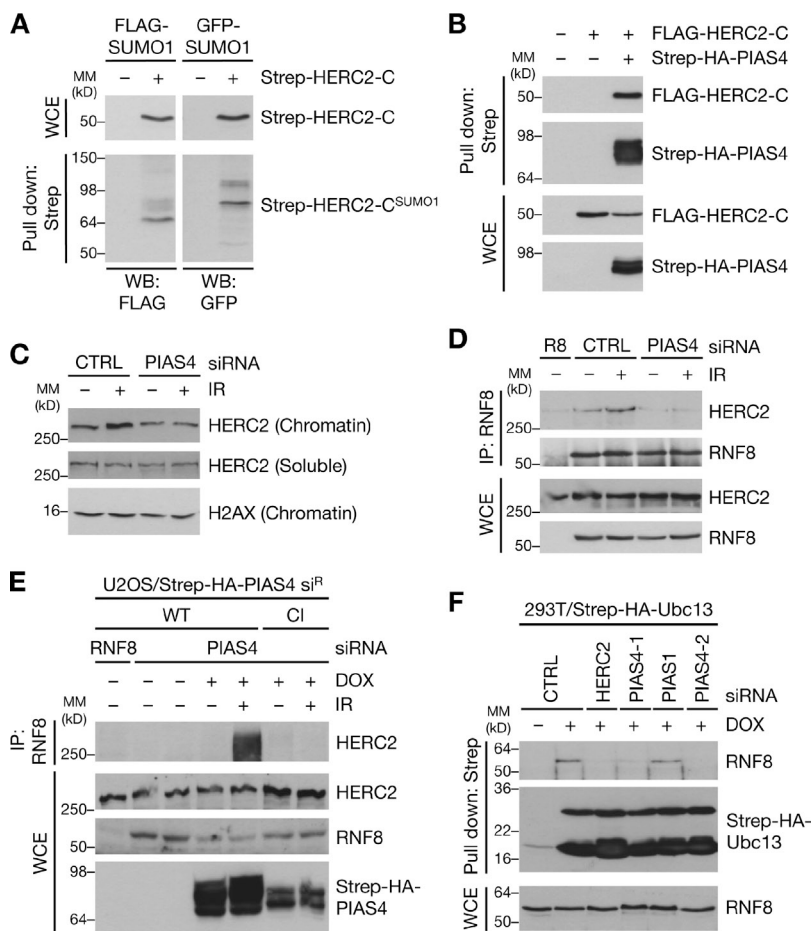 A
FLAG-SUMO1 GFP-SUMO1
MM (kD) – + – + Strep-HERC2-C
WCE 50 Strep-HERC2-C
Pull down: Strep
150
98
64
50
Strep-HERC2-C^SUMO1
WB: FLAG WB: GFP
B
– + + FLAG-HERC2-C
– – + Strep-HA-PIAS4
MM (kD)
Pull down: Strep
50 FLAG-HERC2-C
98
64
Strep-HA-PIAS4
WCE
50 FLAG-HERC2-C
98
Strep-HA-PIAS4
C
CTRL PIAS4 siRNA
– + – + IR
MM (kD)
250 HERC2 (Chromatin)
250 HERC2 (Soluble)
16 H2AX (Chromatin)
D
R8 CTRL PIAS4 siRNA
– – + – + IR
MM (kD)
IP: RNF8
250 HERC2
50 RNF8
WCE
250 HERC2
50 RNF8
E
U2OS/Strep-HA-PIAS4 si^R
WT CI
RNF8 PIAS4 siRNA
– – – + + + + DOX
– – – – + – + IR
MM (kD)
IP: RNF8
250 HERC2
WCE
250 HERC2
50 RNF8
98
64
Strep-HA-PIAS4
F
293T/Strep-HA-Ubc13
CTRL HERC2 PIAS4-1 PIAS1 PIAS4-2 siRNA
– + + + + + DOX
MM (kD)
Pull down: Strep
64
50
RNF8
36
22
16
Strep-HA-Ubc13
WCE
64
50
RNF8